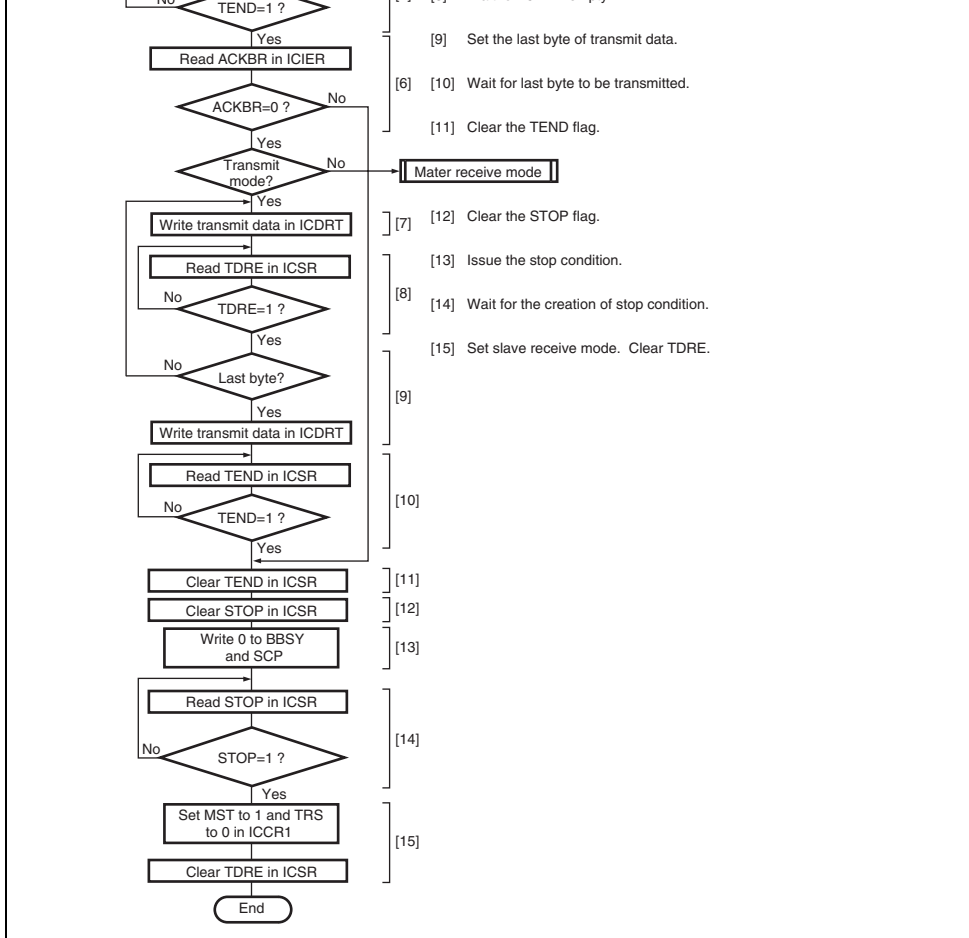 No
TEND=1 ?
Yes
Read ACKBR in ICIER
ACKBR=0 ?
No
[6]
Yes
Transmit
mode?
No
Mater receive mode
Yes
Write transmit data in ICDRT
[7]
Read TDRE in ICSR
No
TDRE=1 ?
[8]
Yes
No
Last byte?
[9]
Yes
Write transmit data in ICDRT
Read TEND in ICSR
No
TEND=1 ?
[10]
Yes
Clear TEND in ICSR
[11]
Clear STOP in ICSR
[12]
Write 0 to BBSY
and SCP
[13]
Read STOP in ICSR
No
STOP=1 ?
[14]
Yes
Set MST to 1 and TRS
to 0 in ICCR1
[15]
Clear TDRE in ICSR
End
[9] Set the last byte of transmit data.
[10] Wait for last byte to be transmitted.
[11] Clear the TEND flag.
[12] Clear the STOP flag.
[13] Issue the stop condition.
[14] Wait for the creation of stop condition.
[15] Set slave receive mode. Clear TDRE.